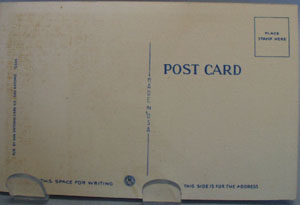 PLACE
STAMP HERE
POST CARD
MADE IN U.S.A.
THIS SPACE FOR WRITING
THIS SIDE IS FOR THE ADDRESS